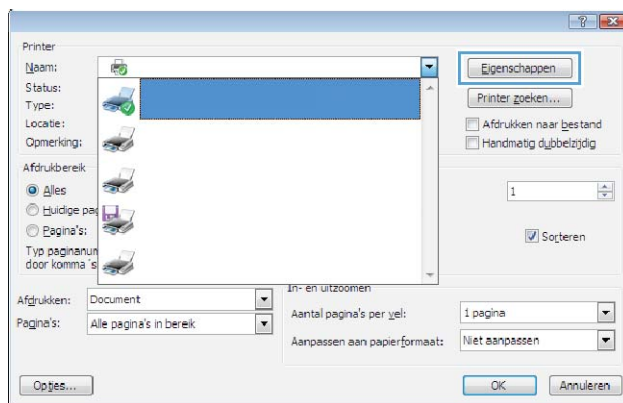 Printer
Naam:
Eigenschappen
Status:
Type:
Printer zoeken...
Locatie:
Afdrukken naar bestand
Opmerking:
Handmatig dubbelzijdig
Afdrukbereik
Alles
1
Huidige pag
Pagina's:
Sorteren
Typ paginanum
door komma's
In- en uitzoomen
Afdrukken:
Document
Aantal pagina's per vel:
1 pagina
Pagina's:
Alle pagina's in bereik
Aanpassen aan papierformaat:
Niet aanpassen
Opties...
OK
Annuleren